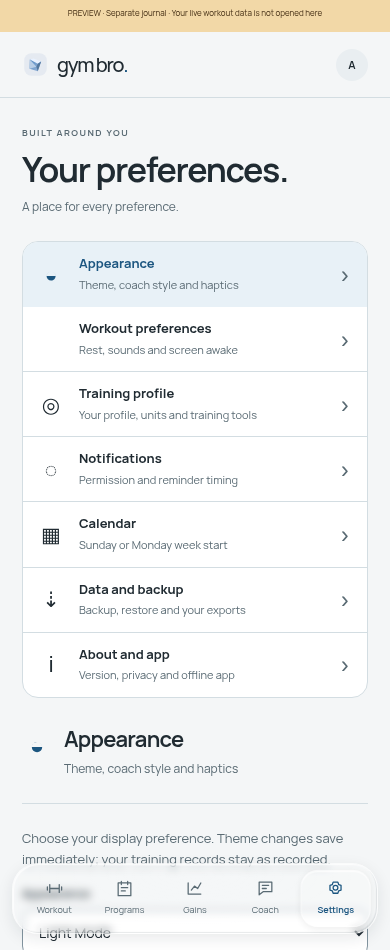 PREVIEW · Separate journal · Your live workout data is not opened here
gym bro.
A
BUILT AROUND YOU
Your preferences.
A place for every preference.
Appearance
Theme, coach style and haptics
Workout preferences
Rest, sounds and screen awake
Training profile
Your profile, units and training tools
Notifications
Permission and reminder timing
Calendar
Sunday or Monday week start
Data and backup
Backup, restore and your exports
i
About and app
Version, privacy and offline app
Appearance
Theme, coach style and haptics
Choose your display preference. Theme changes save
immediately; your training records stay as recorded.
Light Mode
Workout
Programs
Gains
Coach
Settings